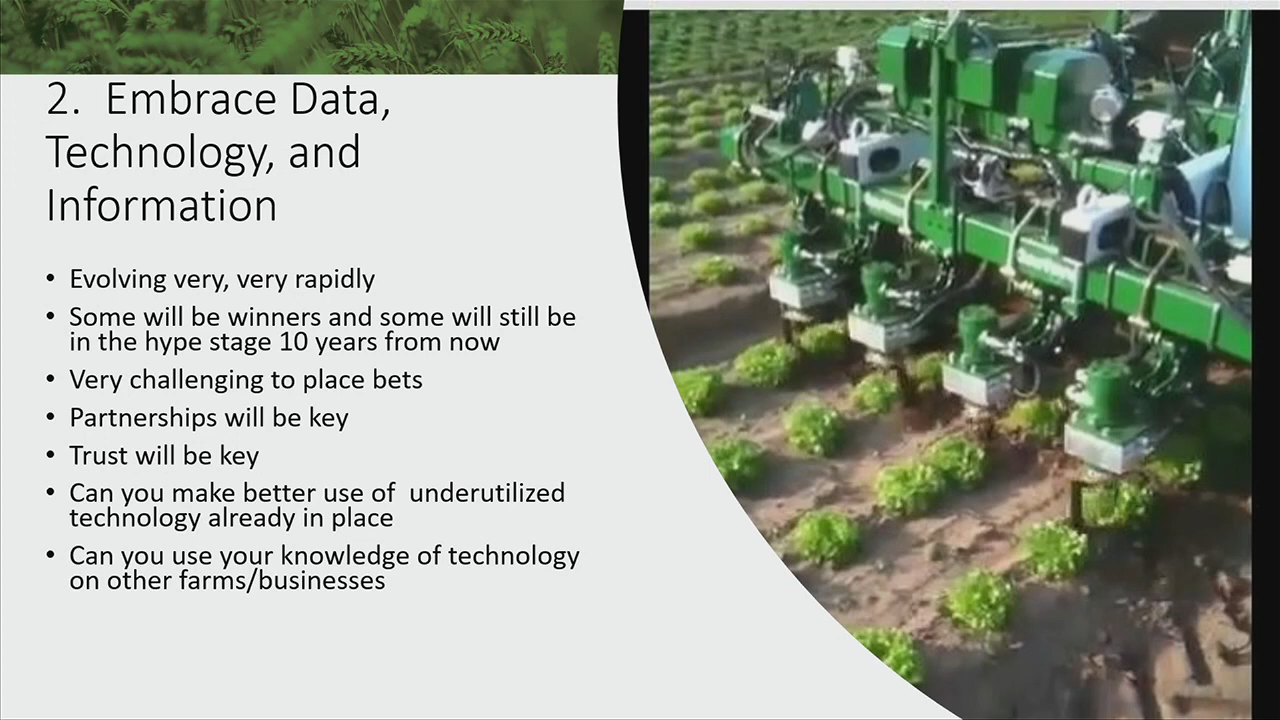 2.  Embrace Data,
Technology, and
Information
• Evolving very, very rapidly
• Some will be winners and some will still be
in the hype stage 10 years from now
• Very challenging to place bets
• Partnerships will be key
• Trust will be key
• Can you make better use of  underutilized
technology already in place
• Can you use your knowledge of technology
on other farms/businesses